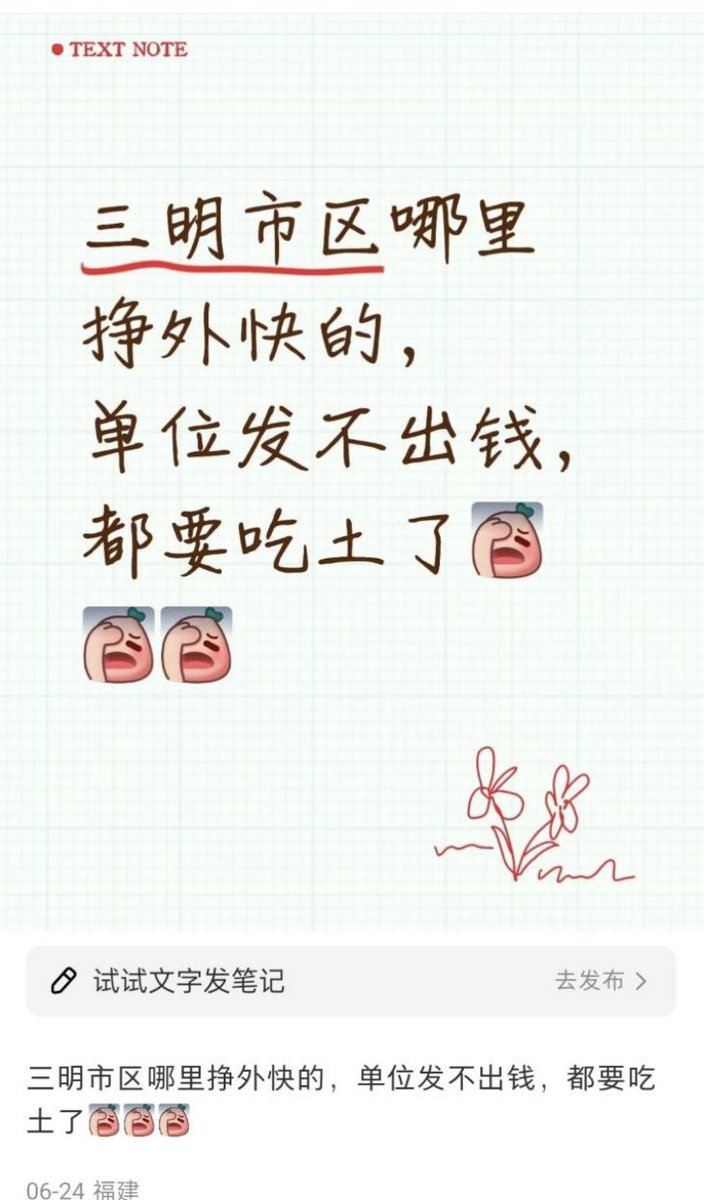 TEXT NOTE
三明市区哪里
挣外快的，
单位发不出钱，
都要吃土了
试试文字发笔记
去发布
三明市区哪里挣外快的，单位发不出钱，都要吃
土了
06-24 福建